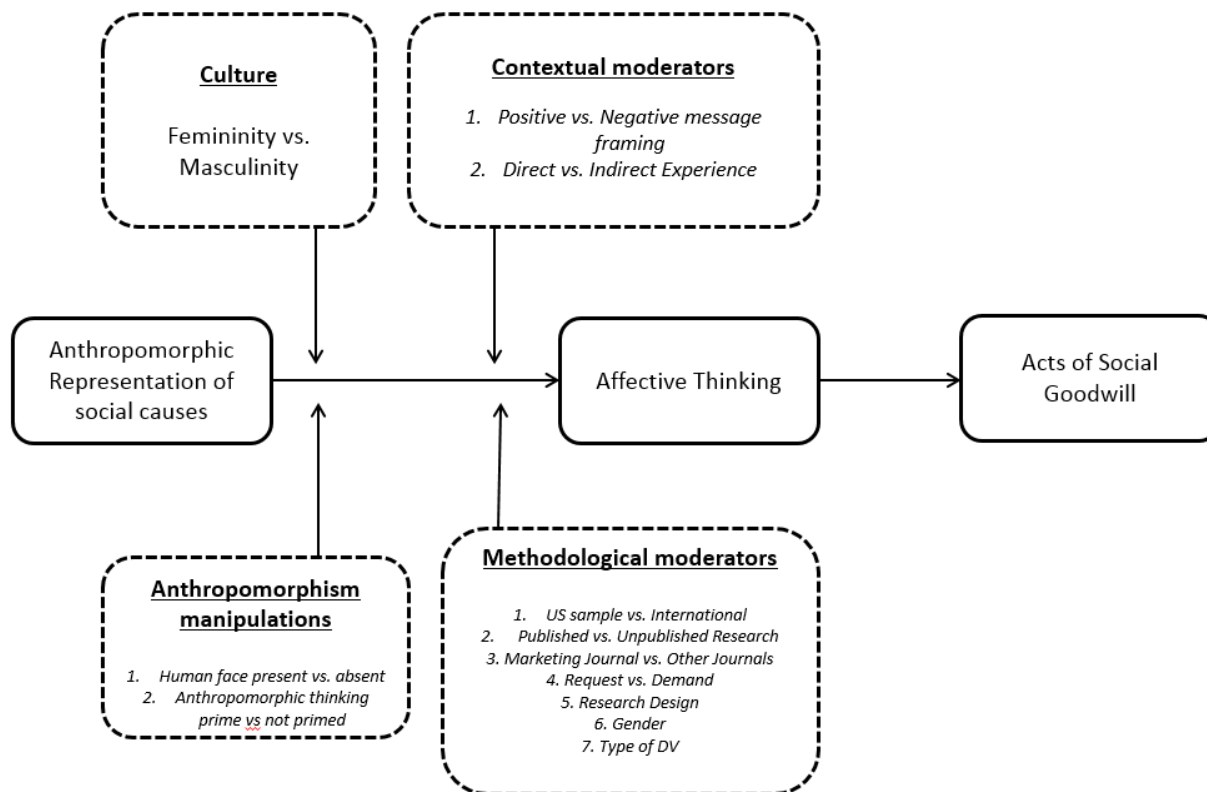 Culture
Femininity vs.
Masculinity
Contextual moderators
1. Positive vs. Negative message
framing
2. Direct vs. Indirect Experience
Anthropomorphic
Representation of
social causes
Affective Thinking
Acts of Social
Goodwill
Anthropomorphism
manipulations
1. Human face present vs. absent
2. Anthropomorphic thinking
prime vs not primed
Methodological moderators
1. US sample vs. International
2. Published vs. Unpublished Research
3. Marketing Journal vs. Other Journals
4. Request vs. Demand
5. Research Design
6. Gender
7. Type of DV